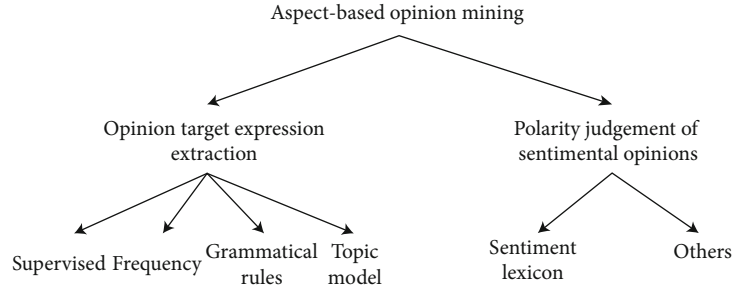 Aspect-based opinion mining
Opinion target expression
extraction
Polarity judgement of
sentimental opinions
Supervised
Frequency
Grammatical
rules
Topic
model
Sentiment
lexicon
Others